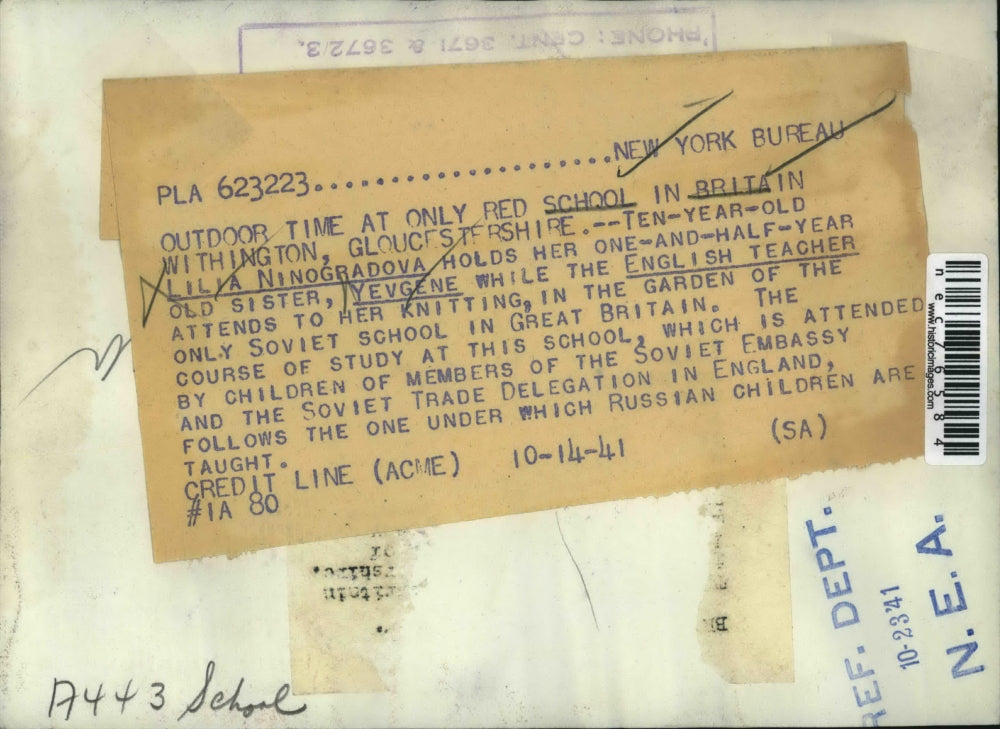 'PHONE: CENT. 3671 & 3672/3.
PLA 623223....................NEW YORK BUREAU
OUTDOOR TIME AT ONLY RED SCHOOL IN BRITAIN
WITHINGTON, GLOUCESTERSHIRE.--TEN-YEAR-OLD
LILIA NINOGRADOVA HOLDS HER ONE-AND-HALF-YEAR
OLD SISTER, YEVGENE WHILE THE ENGLISH TEACHER
ATTENDS TO HER KNITTING, IN THE GARDEN OF THE
ONLY SOVIET SCHOOL IN GREAT BRITAIN. THE
COURSE OF STUDY AT THIS SCHOOL, WHICH IS ATTENDED
BY CHILDREN OF MEMBERS OF THE SOVIET EMBASSY
AND THE SOVIET TRADE DELEGATION IN ENGLAND,
FOLLOWS THE ONE UNDER WHICH RUSSIAN CHILDREN ARE
TAUGHT. (SA)
CREDIT LINE (ACME) 10-14-41
#IA 80
nec76584
www.historicimages.com
REF. DEPT.
10-23-41
N. E. A.
A443 School